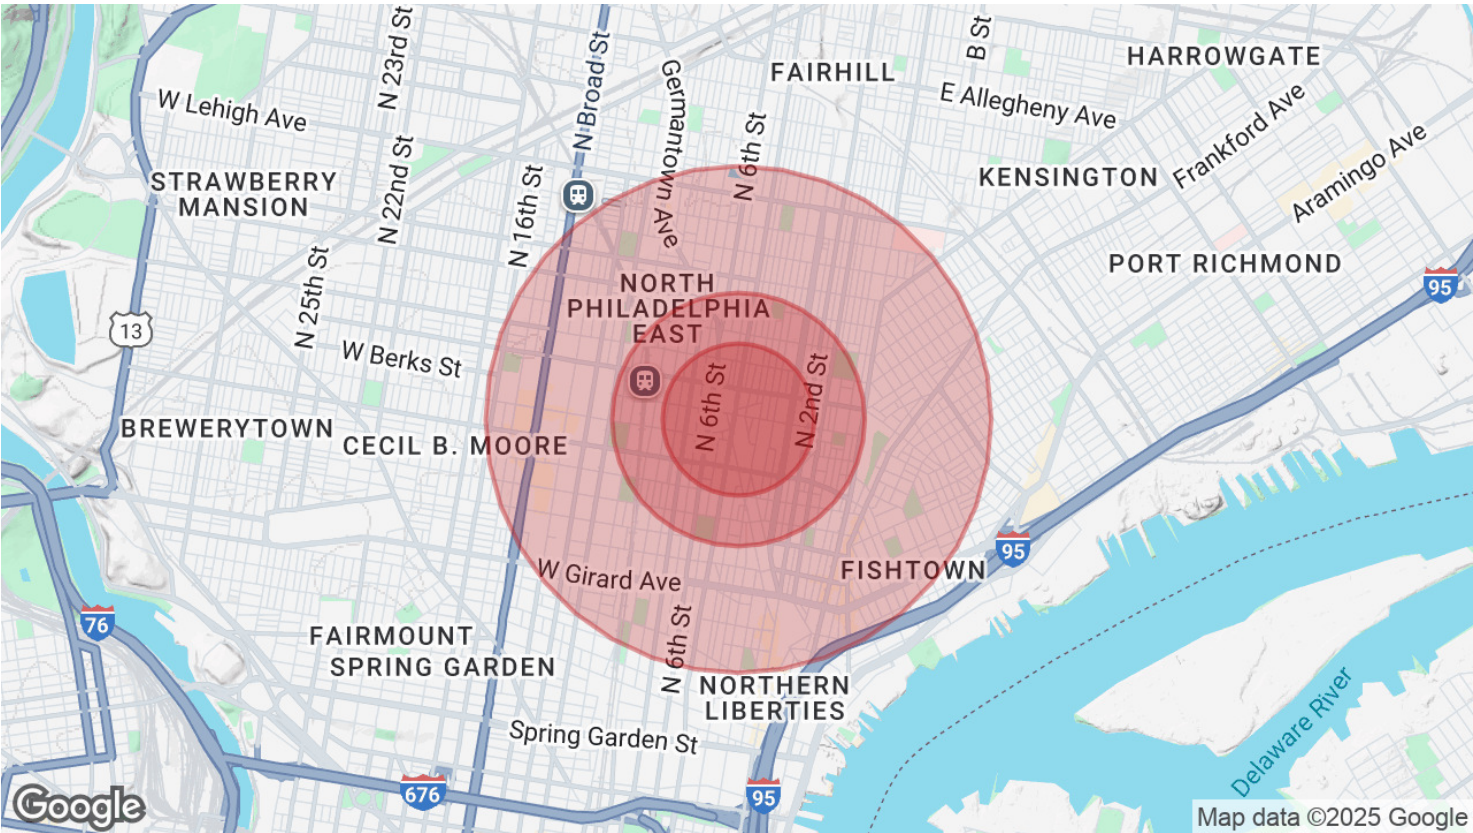 N 23rd St
N Broad St
Germantown Ave
FAIRHILL
B St
HARROWGATE
W Lehigh Ave
E Allegheny Ave
Frankford Ave
Aramingo Ave
N 22nd St
N 16th St
N 6th St
STRAWBERRY
MANSION
KENSINGTON
N 25th St
PORT RICHMOND
NORTH
PHILADELPHIA
EAST
95
13
W Berks St
N 6th St
N 2nd St
BREWERYTOWN
CECIL B. MOORE
95
W Girard Ave
FISHTOWN
76
FAIRMOUNT
SPRING GARDEN
N 6th St
NORTHERN
LIBERTIES
Spring Garden St
Delaware River
676
95
Google
Map data ©2025 Google